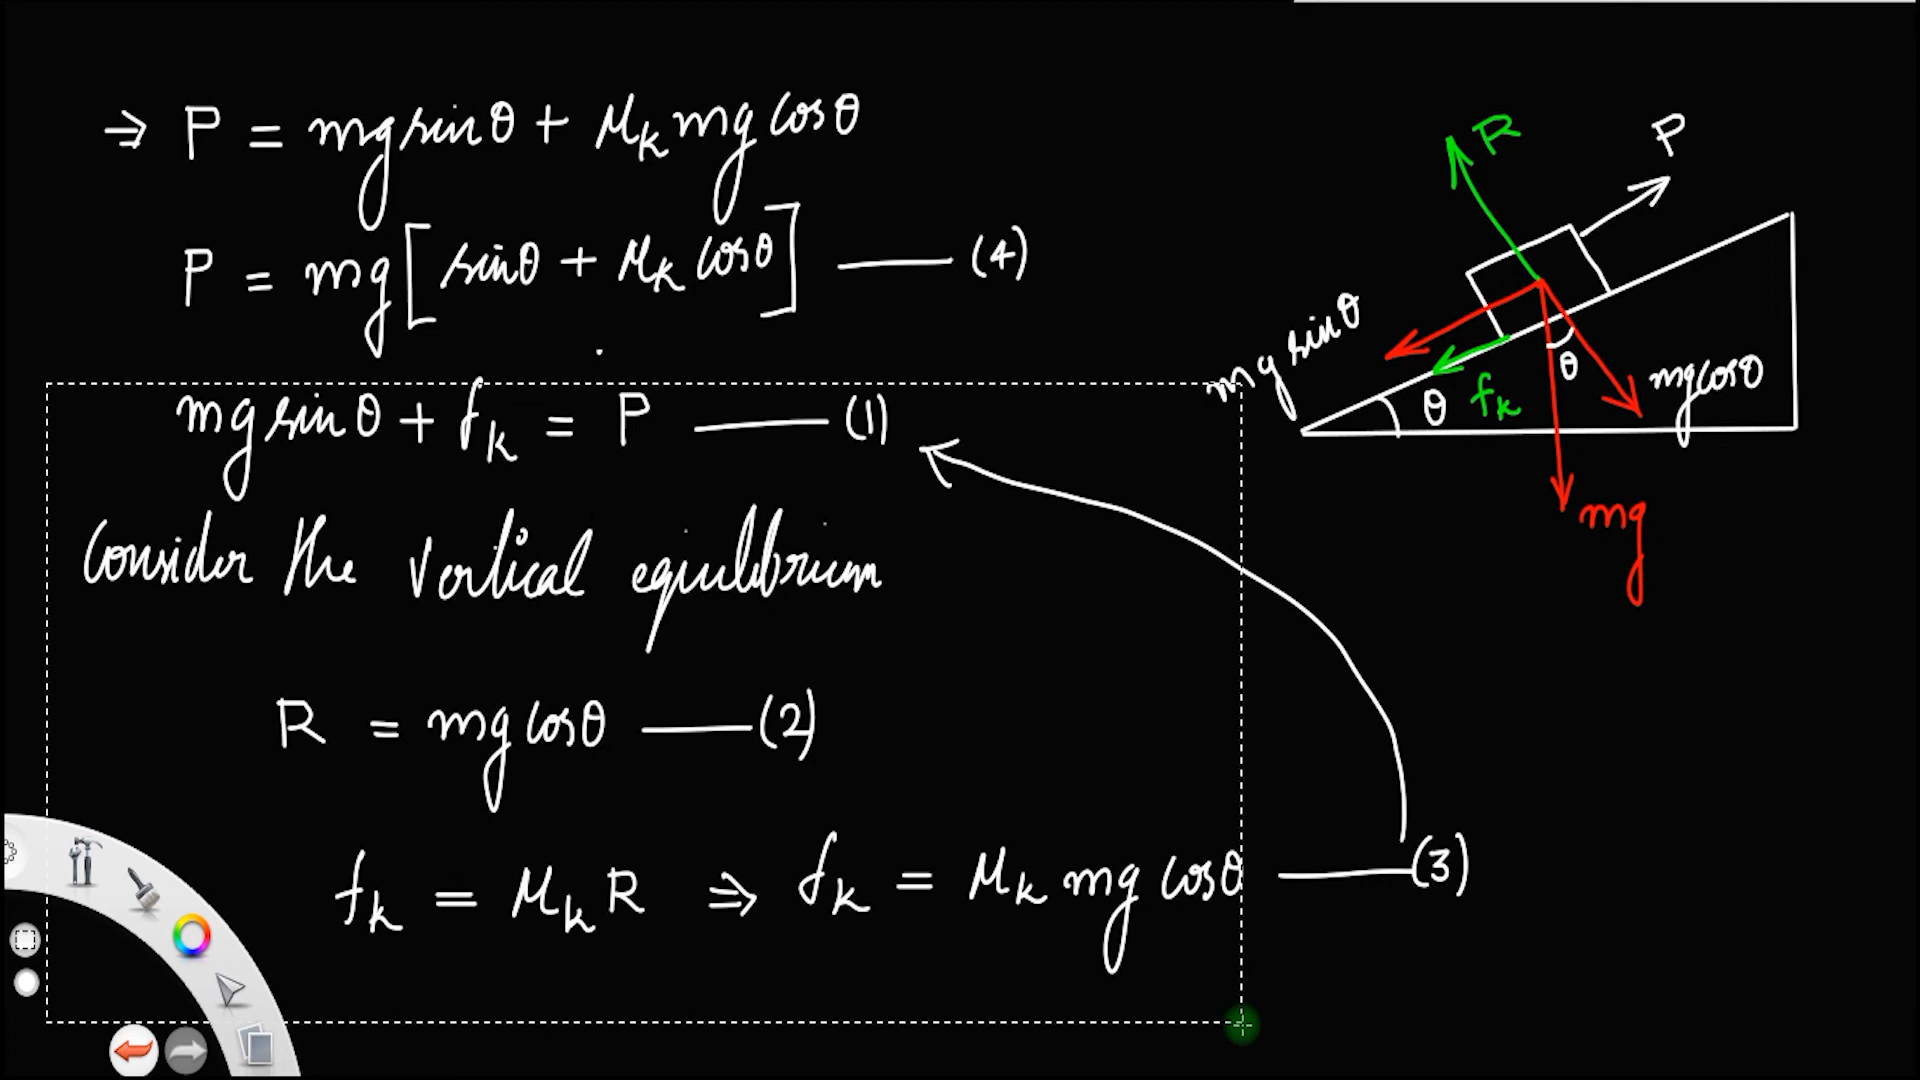 ⇒ P = mg sinθ + μₖ mg cosθ
P = mg [sinθ + μₖ cosθ] —— (4)
mg sinθ + fₖ = P —— (1)
Consider the vertical equilibrium
R = mg cosθ —— (2)
fₖ = μₖ R ⇒ fₖ = μₖ mg cosθ —— (3)
R
P
mg sinθ
θ
fₖ
θ
mg cosθ
mg